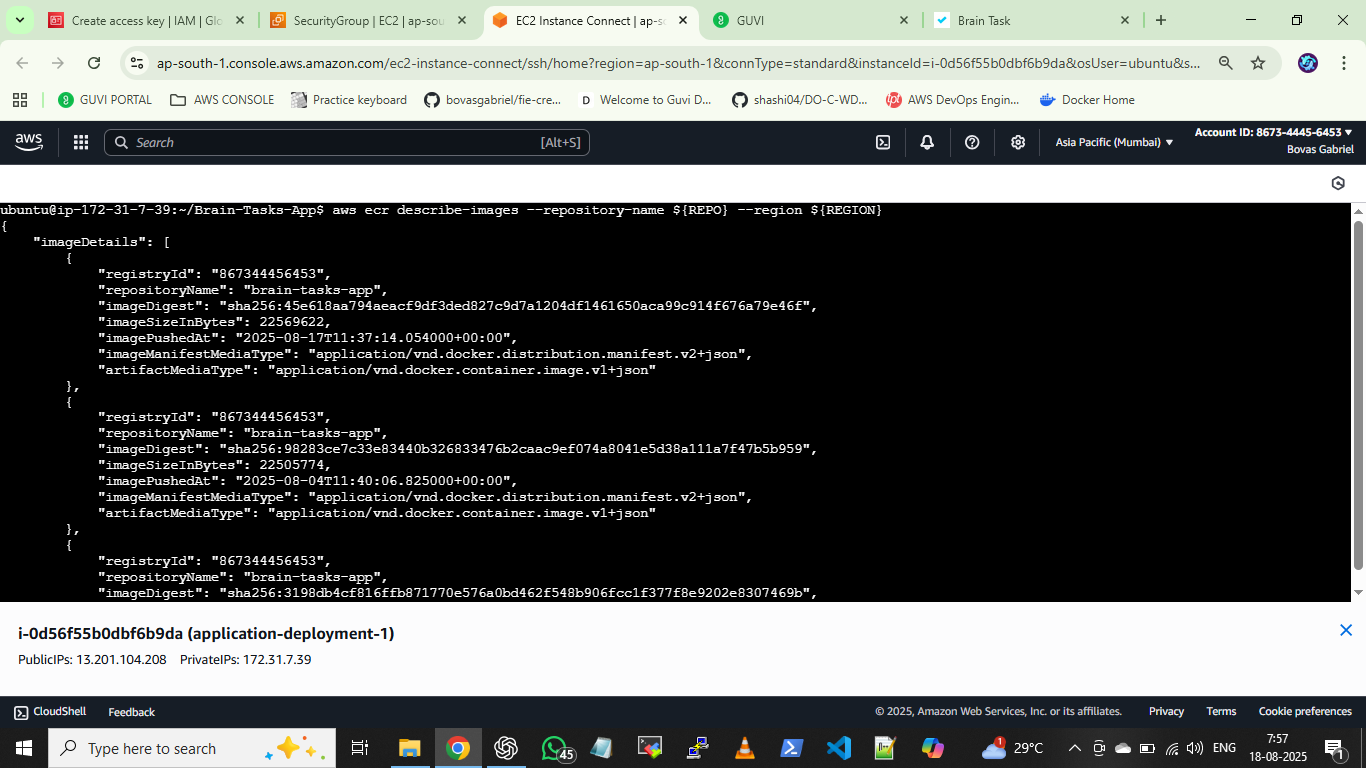 Create access key | IAM | Glo
SecurityGroup | EC2 | ap-sou
EC2 Instance Connect | ap-s
GUVI
Brain Task
ap-south-1.console.aws.amazon.com/ec2-instance-connect/ssh/home?region=ap-south-1&connType=standard&instanceId=i-0d56f55b0dbf6b9da&osUser=ubuntu&s...
GUVI PORTAL
AWS CONSOLE
Practice keyboard
bovasgabriel/fie-cre...
D Welcome to Guvi D...
shashi04/DO-C-WD...
AWS DevOps Engin...
Docker Home
aws
Search
[Alt+S]
Asia Pacific (Mumbai)
Account ID: 8673-4445-6453
Bovas Gabriel
ubuntu@ip-172-31-7-39:~/Brain-Tasks-App$ aws ecr describe-images --repository-name ${REPO} --region ${REGION}
{
"imageDetails": [
{
"registryId": "867344456453",
"repositoryName": "brain-tasks-app",
"imageDigest": "sha256:45e618aa794aeacf9df3ded827c9d7a1204df1461650aca99c914f676a79e46f",
"imageSizeInBytes": 22569622,
"imagePushedAt": "2025-08-17T11:37:14.054000+00:00",
"imageManifestMediaType": "application/vnd.docker.distribution.manifest.v2+json",
"artifactMediaType": "application/vnd.docker.container.image.v1+json"
},
{
"registryId": "867344456453",
"repositoryName": "brain-tasks-app",
"imageDigest": "sha256:98283ce7c33e83440b326833476b2caac9ef074a8041e5d38a111a7f47b5b959",
"imageSizeInBytes": 22505774,
"imagePushedAt": "2025-08-04T11:40:06.825000+00:00",
"imageManifestMediaType": "application/vnd.docker.distribution.manifest.v2+json",
"artifactMediaType": "application/vnd.docker.container.image.v1+json"
},
{
"registryId": "867344456453",
"repositoryName": "brain-tasks-app",
"imageDigest": "sha256:3198db4cf816ffb871770e576a0bd462f548b906fcc1f377f8e9202e8307469b",
i-0d56f55b0dbf6b9da (application-deployment-1)
PublicIPs: 13.201.104.208 PrivateIPs: 172.31.7.39
CloudShell
Feedback
© 2025, Amazon Web Services, Inc. or its affiliates.
Privacy
Terms
Cookie preferences
Type here to search
45
1
29°C
ENG
7:57
18-08-2025
1